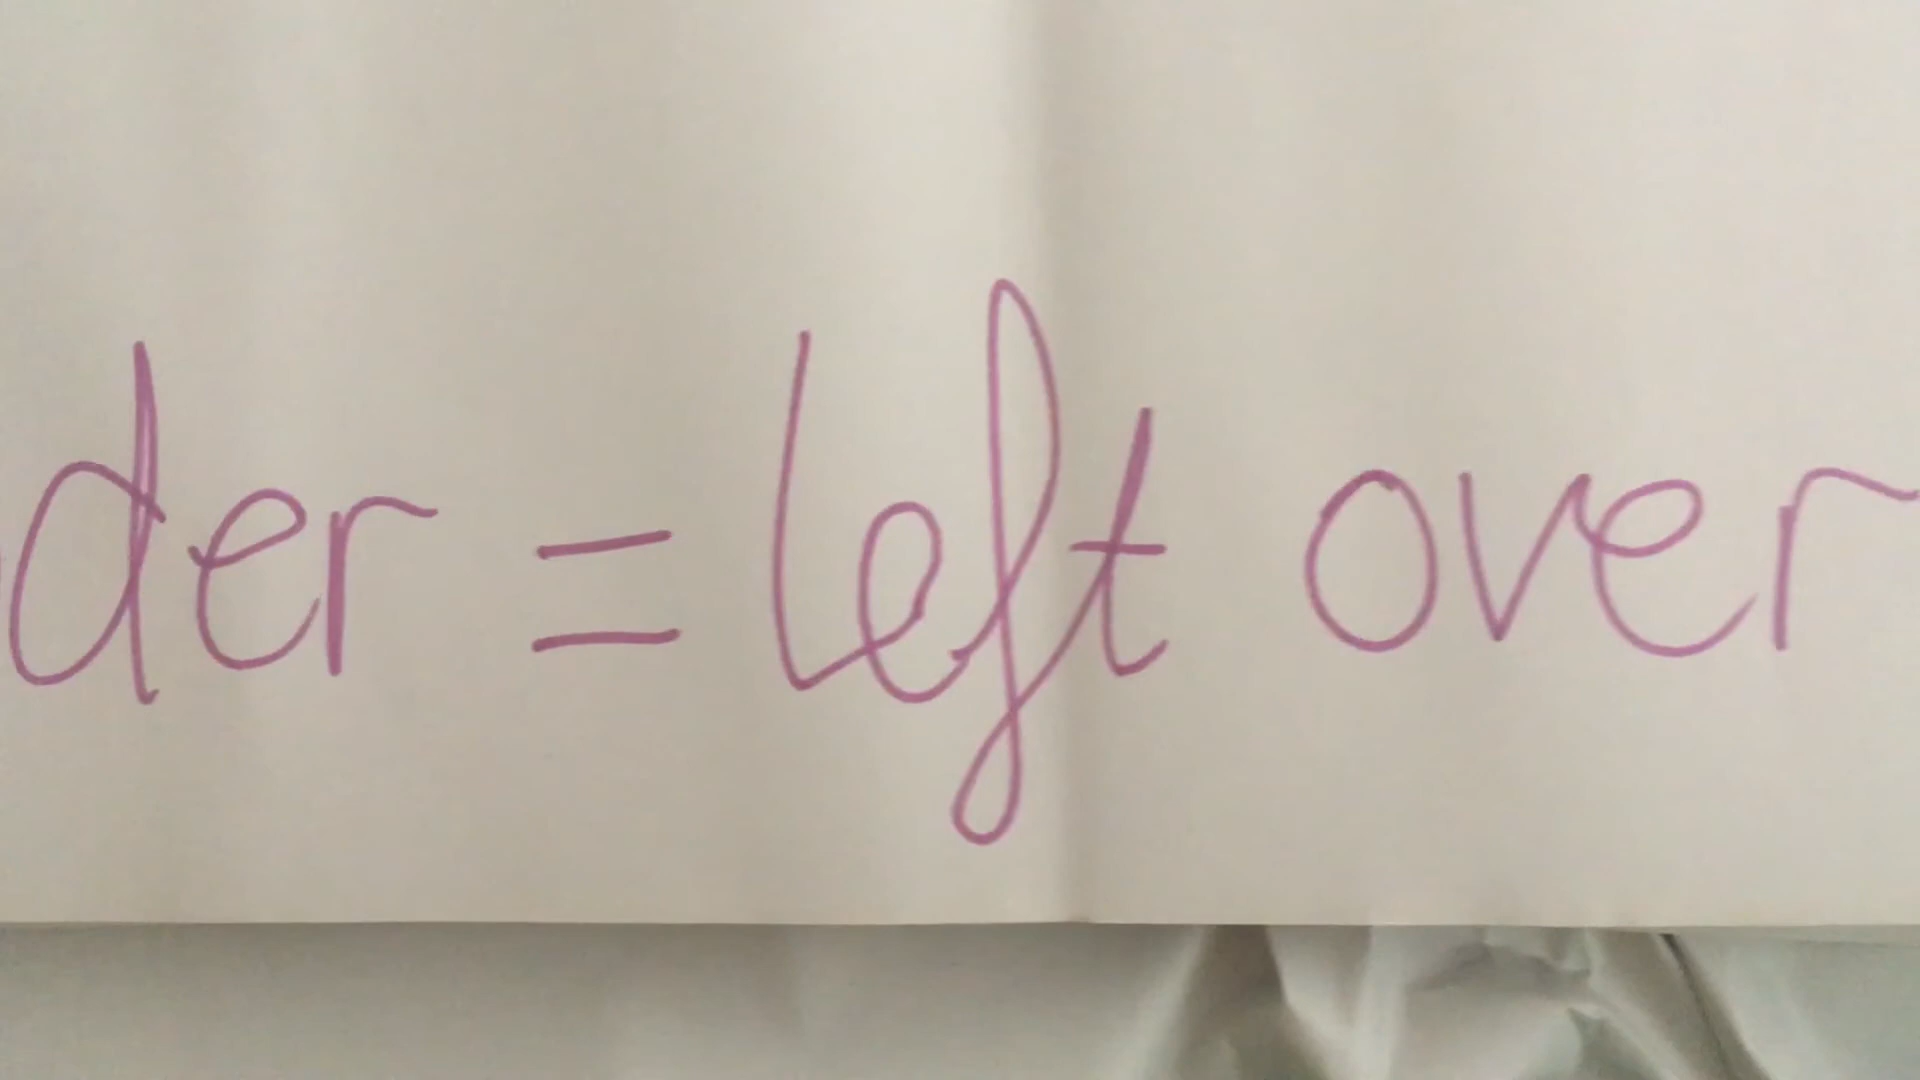 der = left over